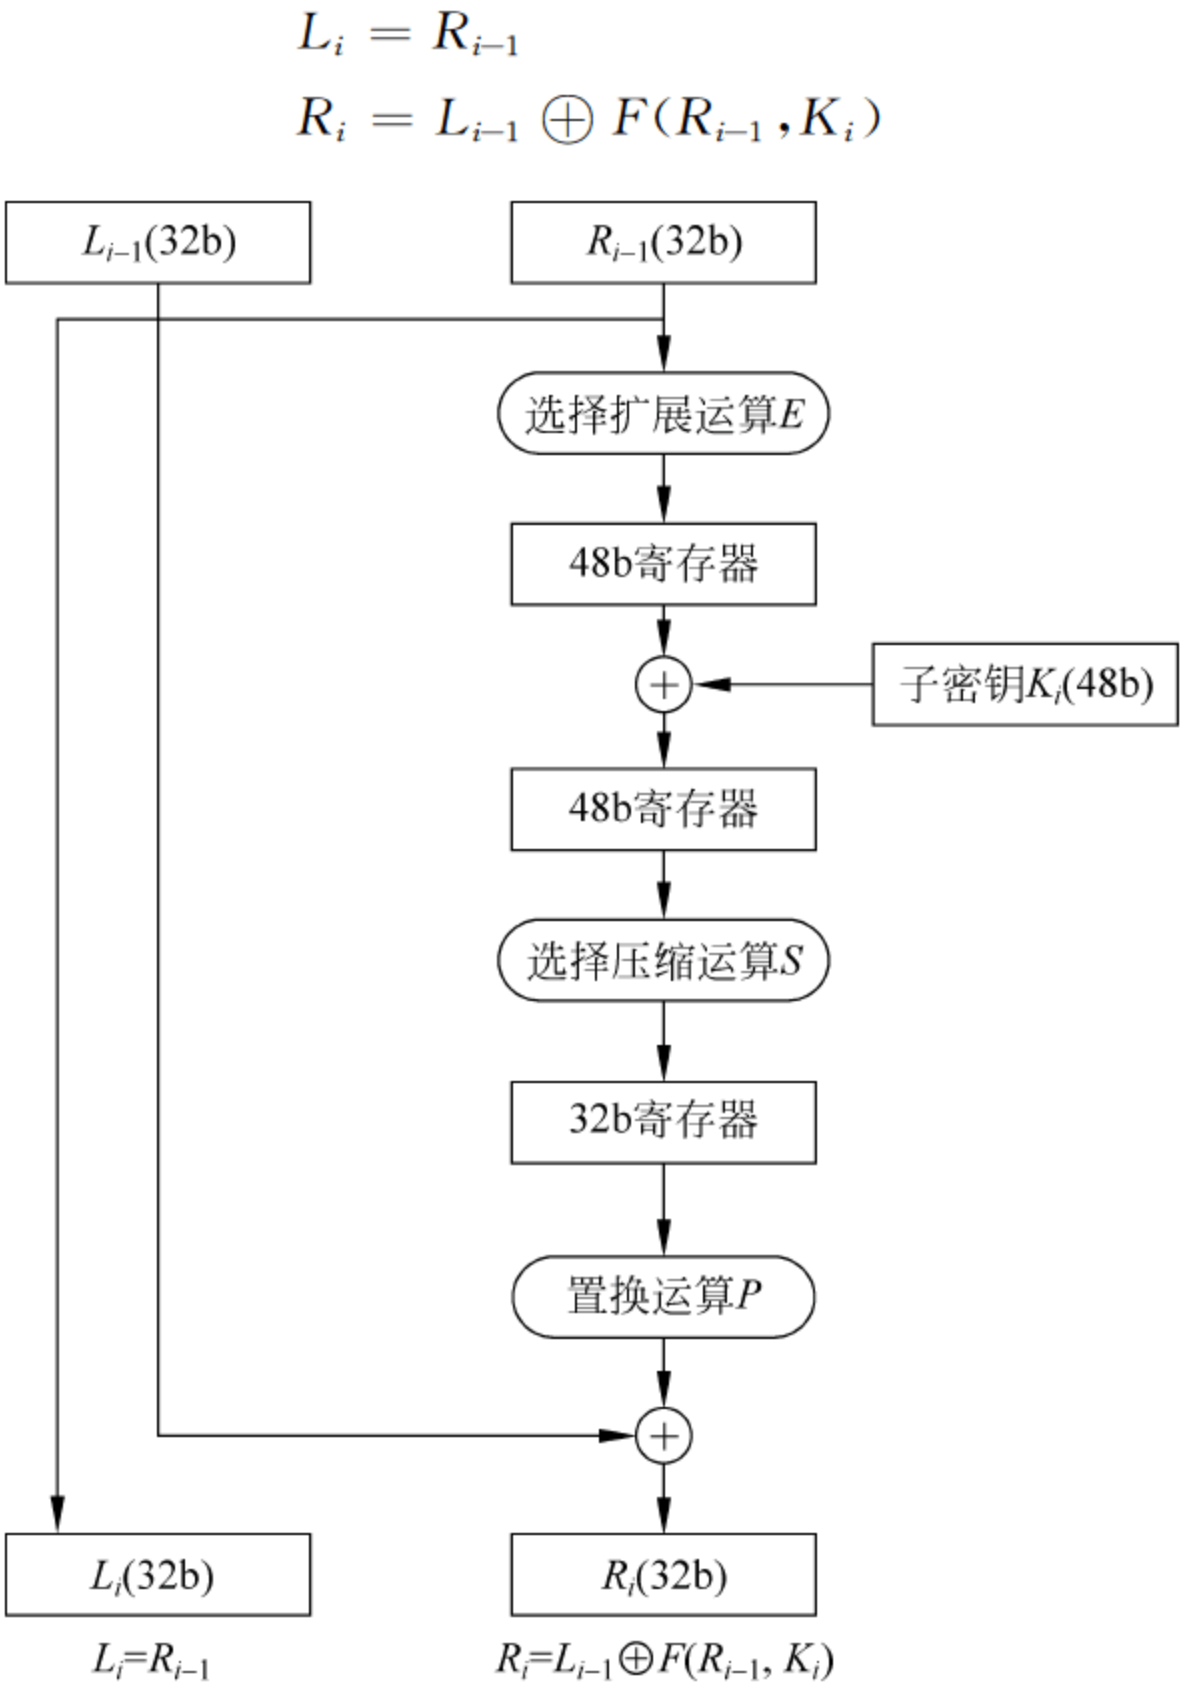 Lᵢ = Rᵢ₋₁
Rᵢ = Lᵢ₋₁ ⊕ F(Rᵢ₋₁,Kᵢ)
Lᵢ₋₁(32b)
Rᵢ₋₁(32b)
选择扩展运算E
48b寄存器
子密钥Kᵢ(48b)
48b寄存器
选择压缩运算S
32b寄存器
置换运算P
Lᵢ(32b)
Rᵢ(32b)
Lᵢ=Rᵢ₋₁
Rᵢ=Lᵢ₋₁⊕F(Rᵢ₋₁, Kᵢ)